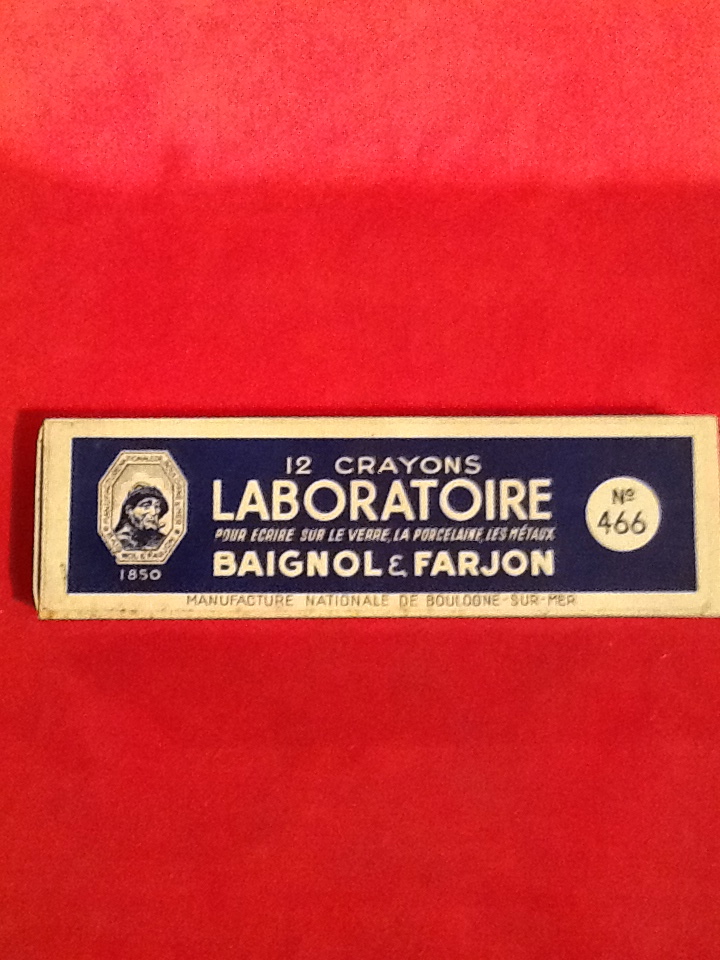 12 CRAYONS
LABORATOIRE
POUR ECRIRE SUR LE VERRE, LA PORCELAINE, LES MÉTAUX
BAIGNOL & FARJON
Nº
466
1850
MANUFACTURE NATIONALE DE BOULOGNE-SUR-MER